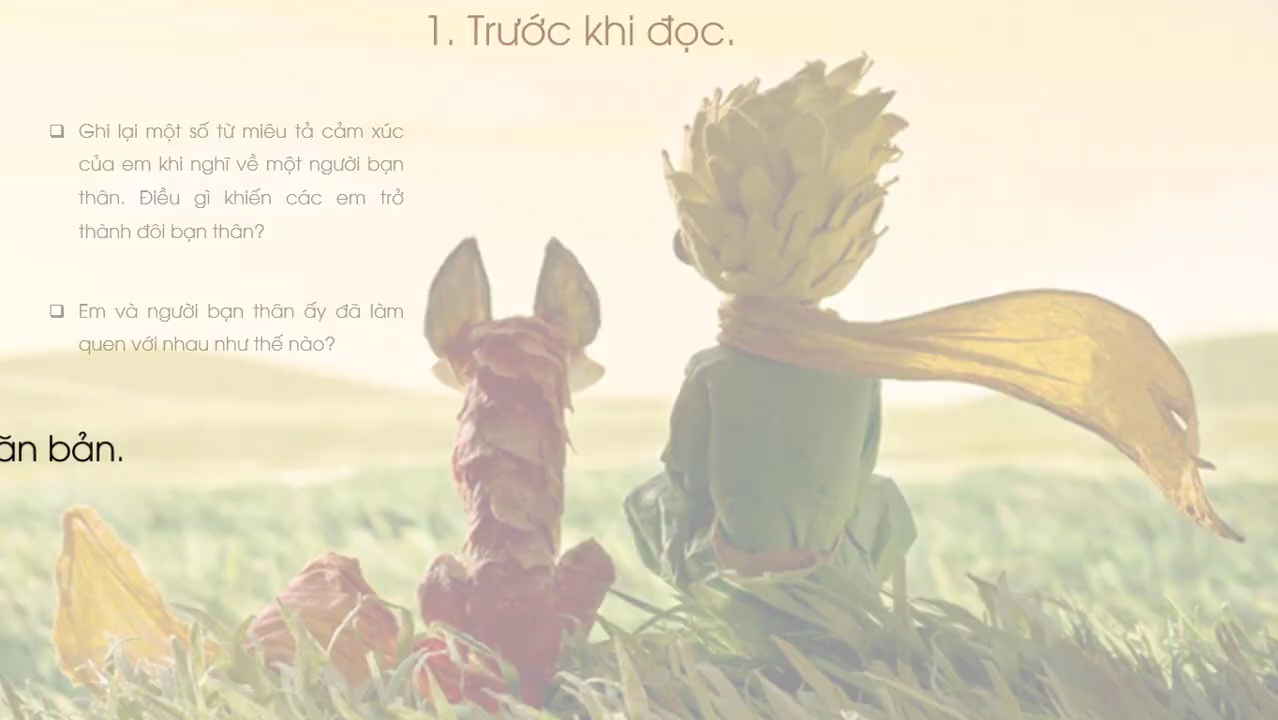 1. Trước khi đọc.
❑ Ghi lại một số từ miêu tả cảm xúc
của em khi nghĩ về một người bạn
thân. Điều gì khiến các em trở
thành đôi bạn thân?
❑ Em và người bạn thân ấy đã làm
quen với nhau như thế nào?
ăn bản.